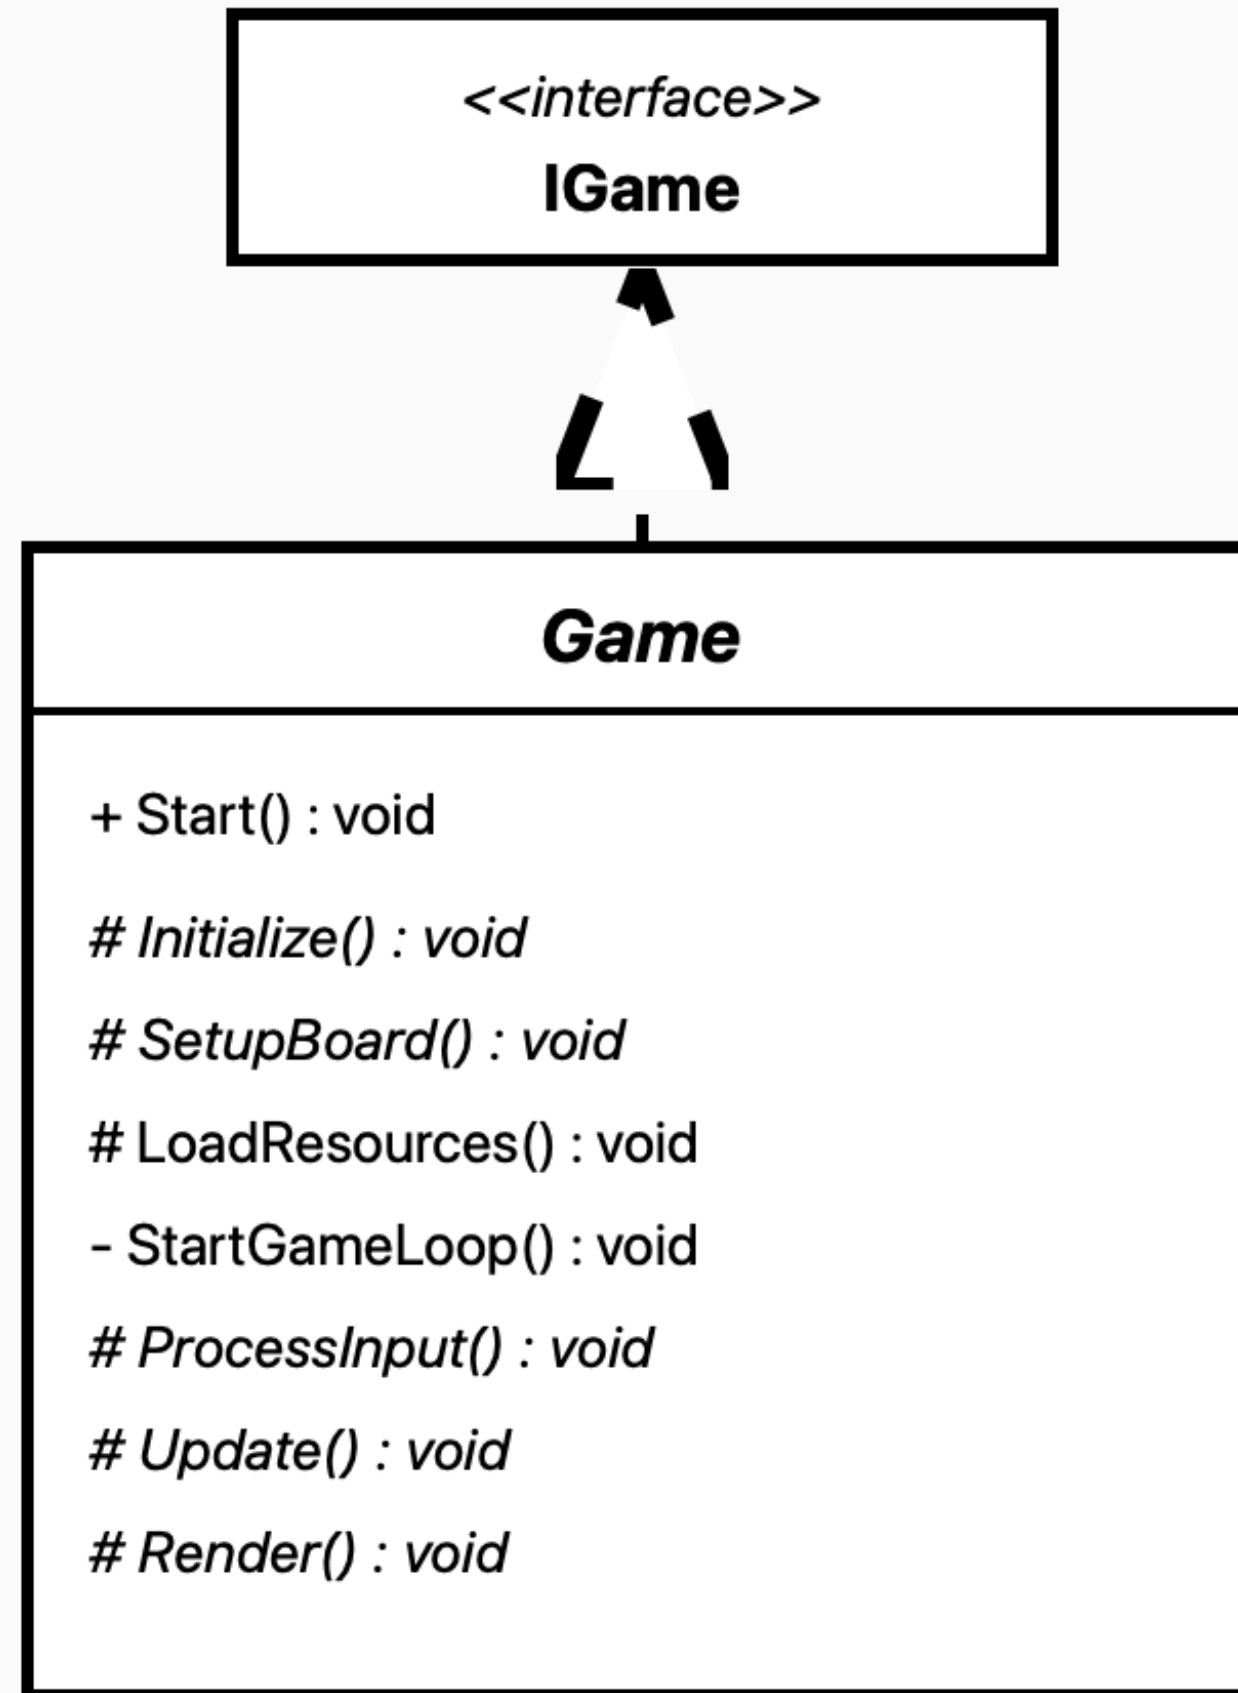 <<interface>>
IGame
Game
+ Start() : void
# Initialize() : void
# SetupBoard() : void
# LoadResources() : void
- StartGameLoop() : void
# ProcessInput() : void
# Update() : void
# Render() : void